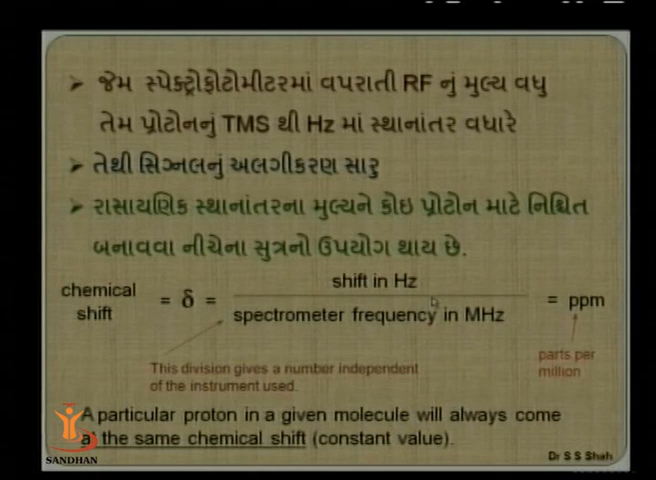 ➤ જેમ સ્પેક્ટ્રોફોટોમીટરમાં વપરાતી RF નું મુલ્ય વધુ
તેમ પ્રોટોનનું TMS થી Hz માં સ્થાનાંતર વધારે
➤ તેથી સિગ્નલનું અલગીકરણ સારુ
➤ રાસાયણિક સ્થાનાંતરના મુલ્યને કોઇ પ્રોટોન માટે નિશ્ચિત
બનાવવા નીચેના સુત્રનો ઉપયોગ થાય છે.
chemical shift = δ = shift in Hz / spectrometer frequency in MHz = ppm
This division gives a number independent
of the instrument used.
parts per
million
A particular proton in a given molecule will always come
at the same chemical shift (constant value).
SANDHAN
Dr S S Shah